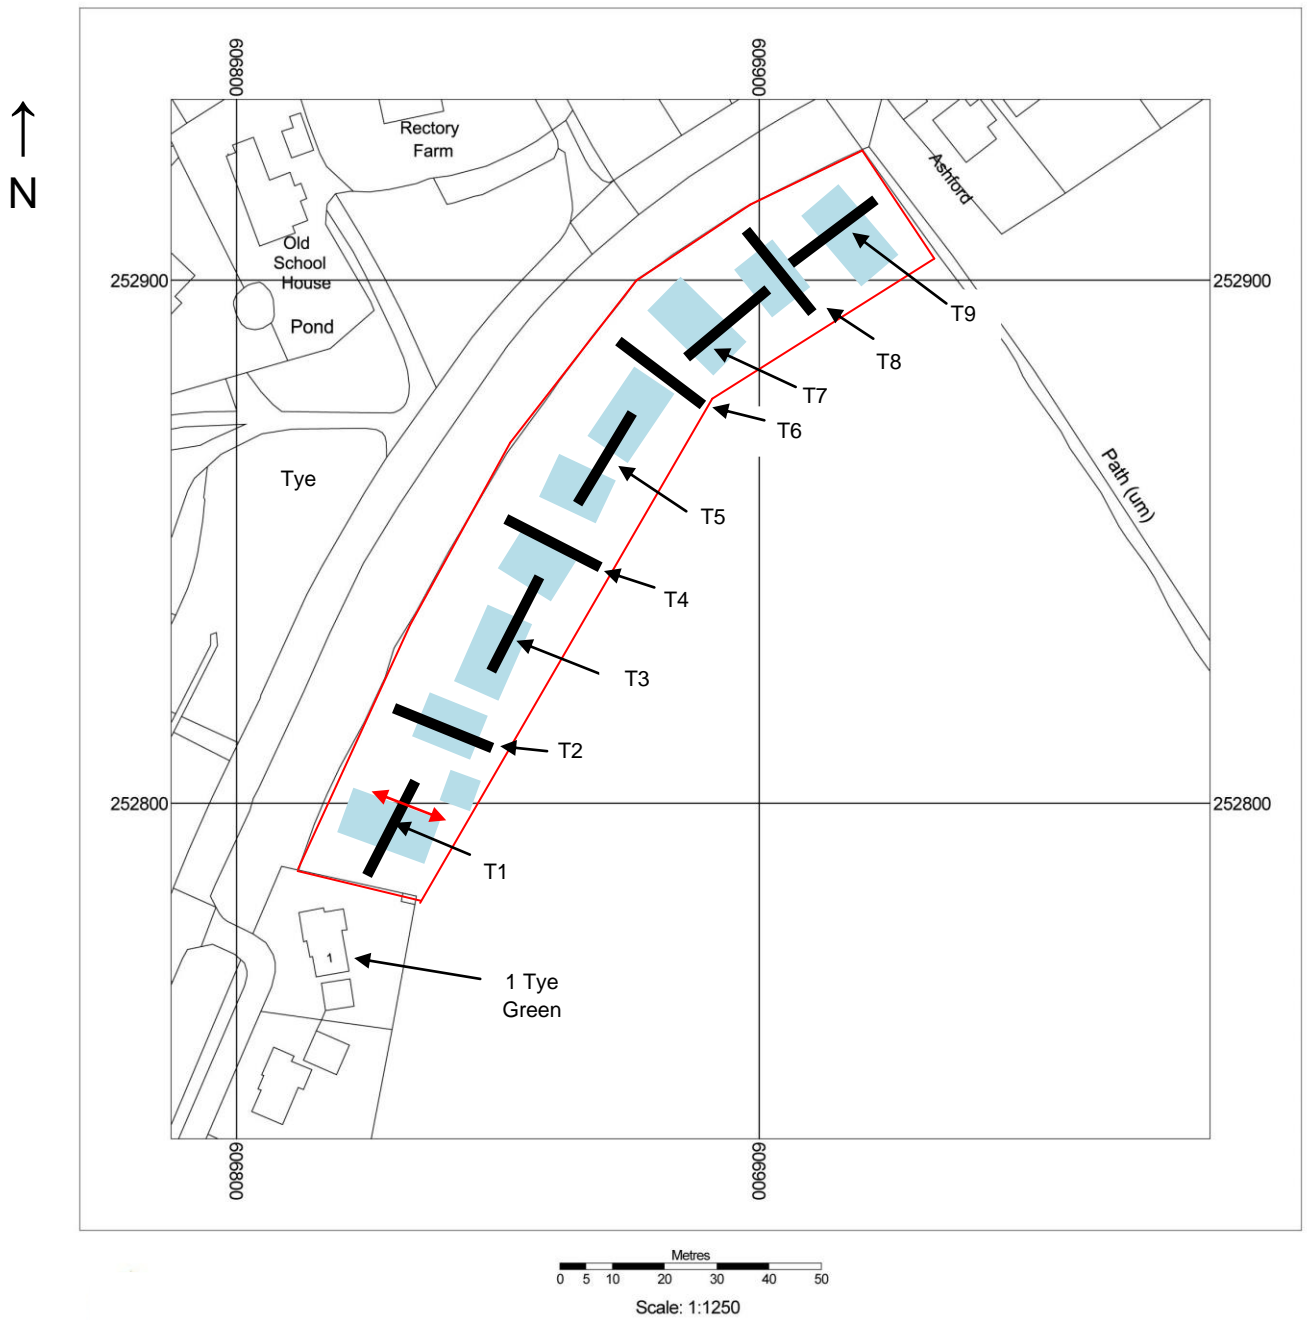 606800
606900
N
Rectory
Farm
Ashford
Old
School
House
252900
252900
Pond
T9
T8
T7
T6
Tye
Path (um)
T5
T4
T3
T2
252800
252800
T1
1
1 Tye
Green
606800
606900
Metres
0 5 10 20 30 40 50
Scale: 1:1250